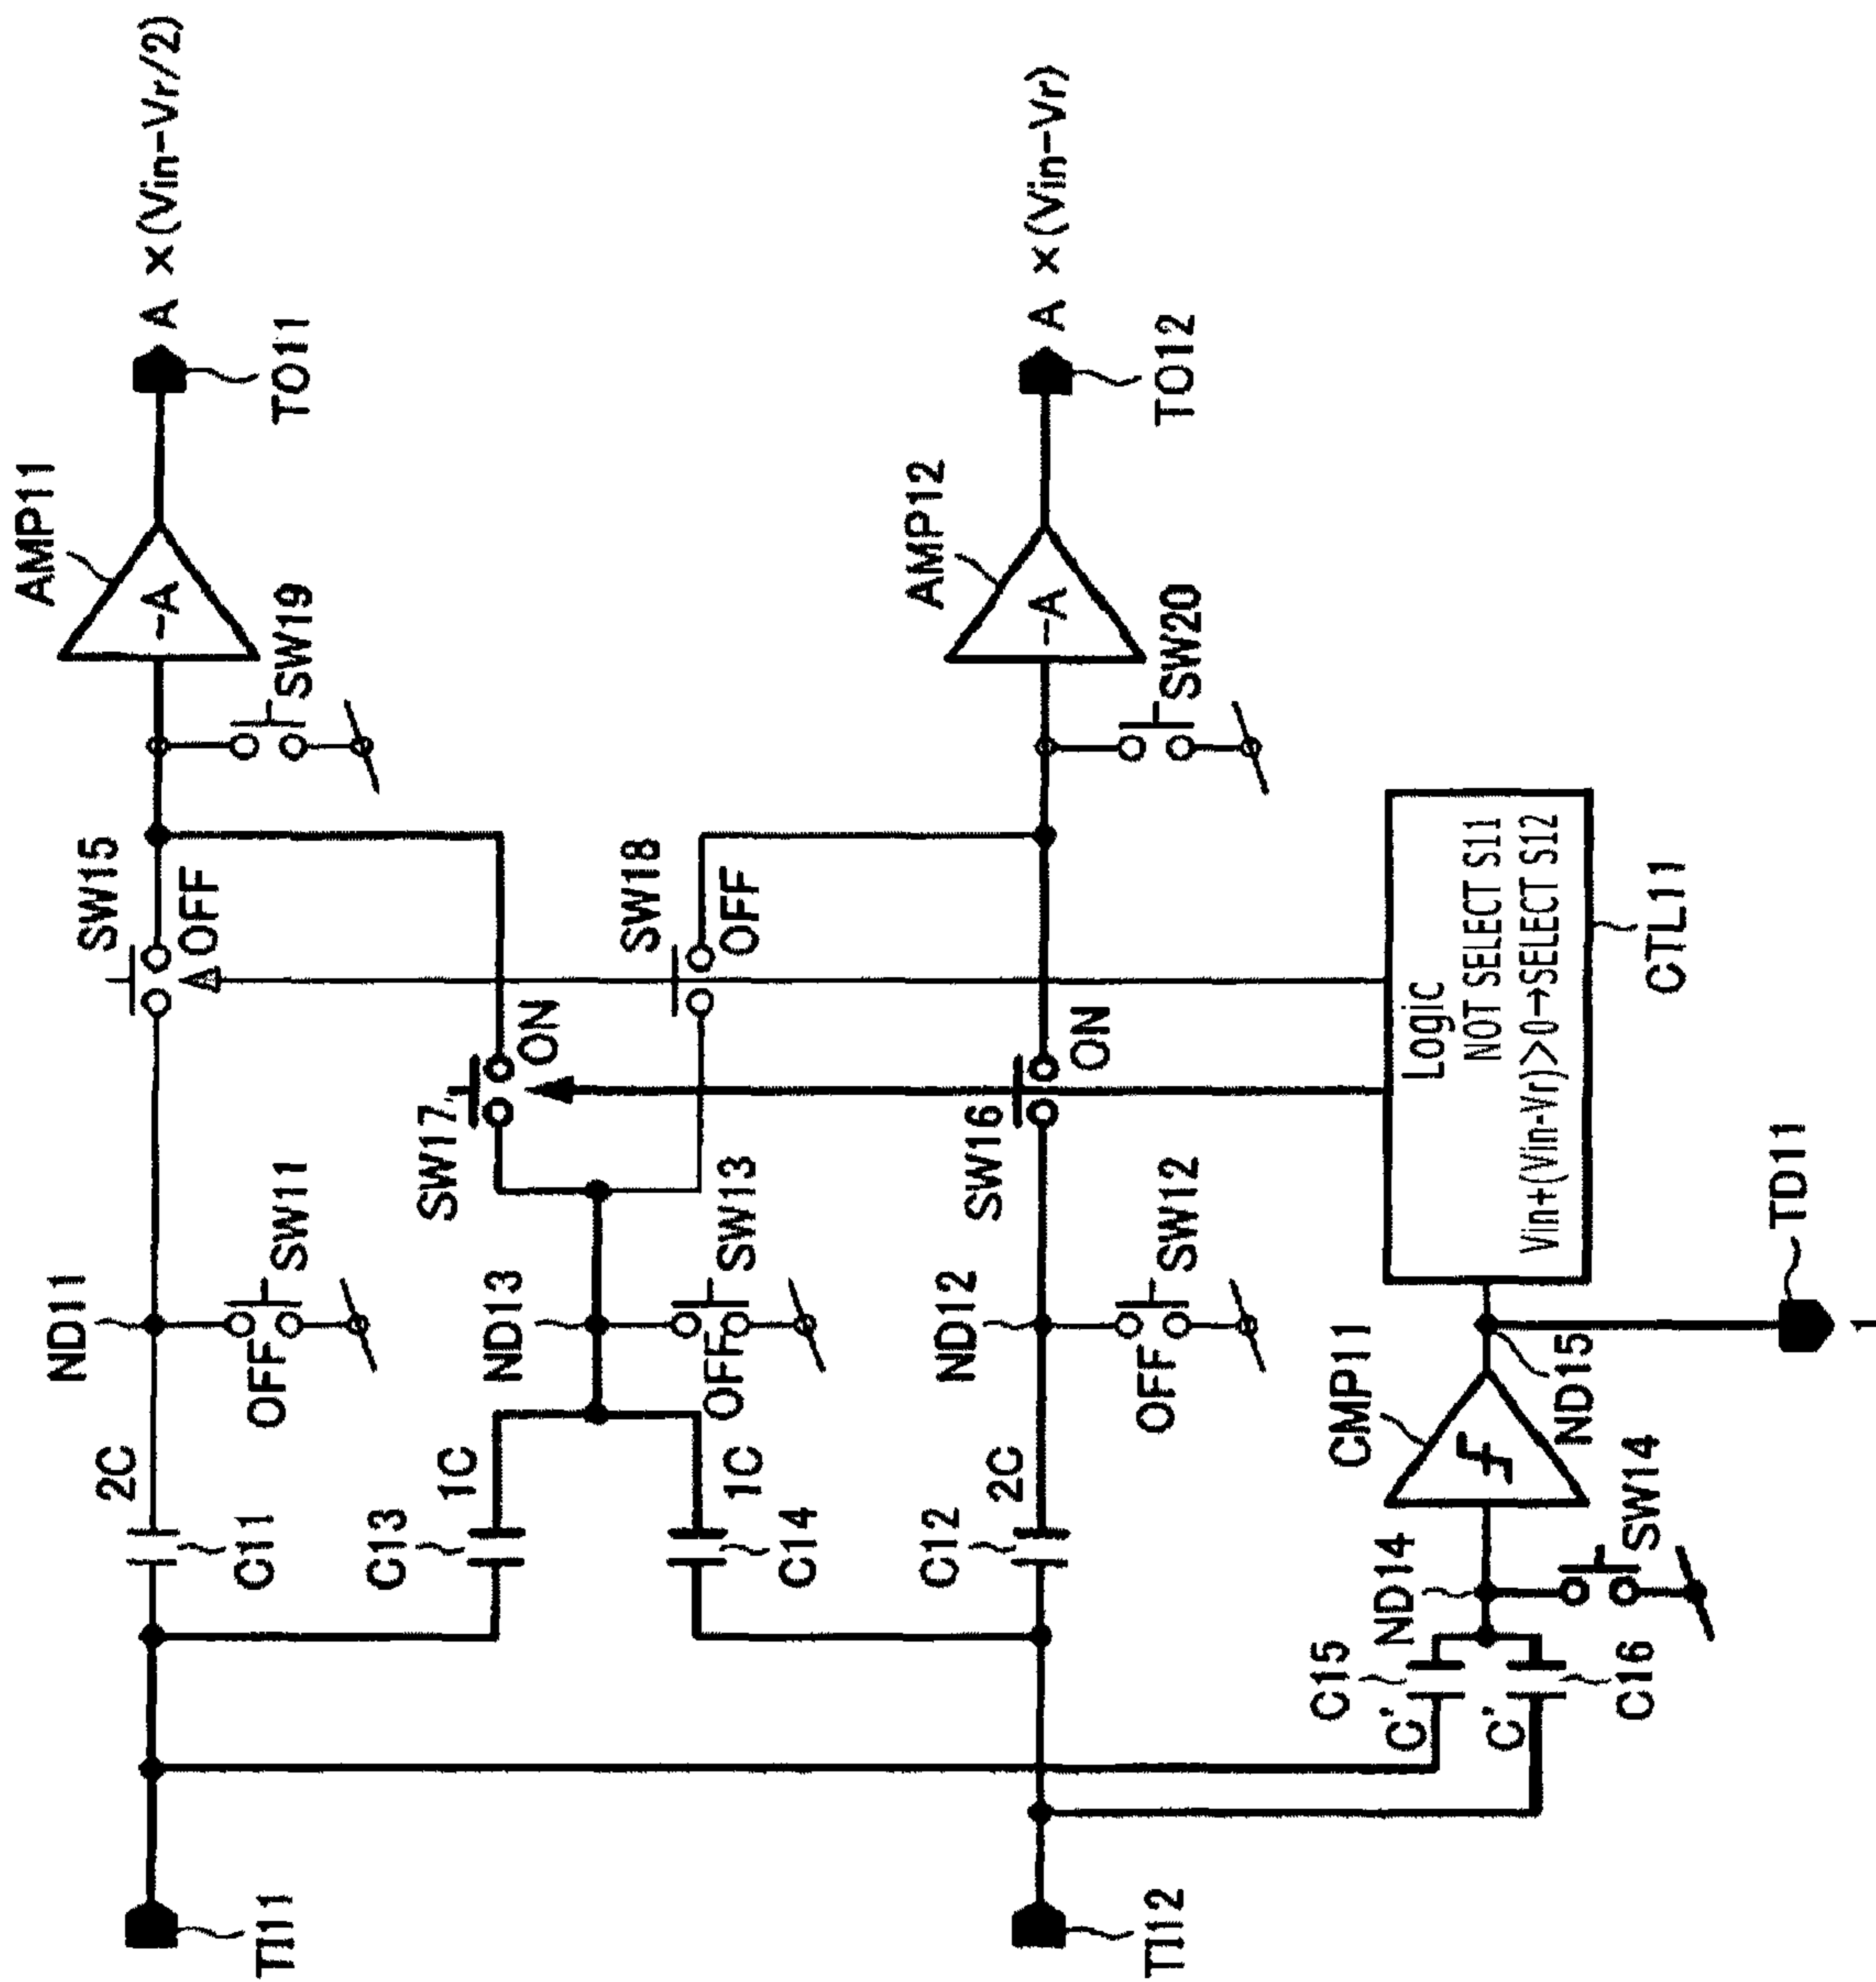 A ×(Vin-Vr/2)
TO11
AMP11
-A
SW19
SW15
OFF
ND11
SW11
OFF
2C
C11
TI11
SW17
ON
SW18
OFF
ND13
SW13
OFF
1C
C13
1C
C14
A ×(Vin-Vr)
TO12
AMP12
-A
SW20
SW16
ON
ND12
SW12
OFF
2C
C12
TI12
LogiC
NOT SELECT S11
Vin+(Vin-Vr)>0→SELECT S12
CTL11
TD11
1
CMP11
ND15
ND14
SW14
C15
C'
C'
C16